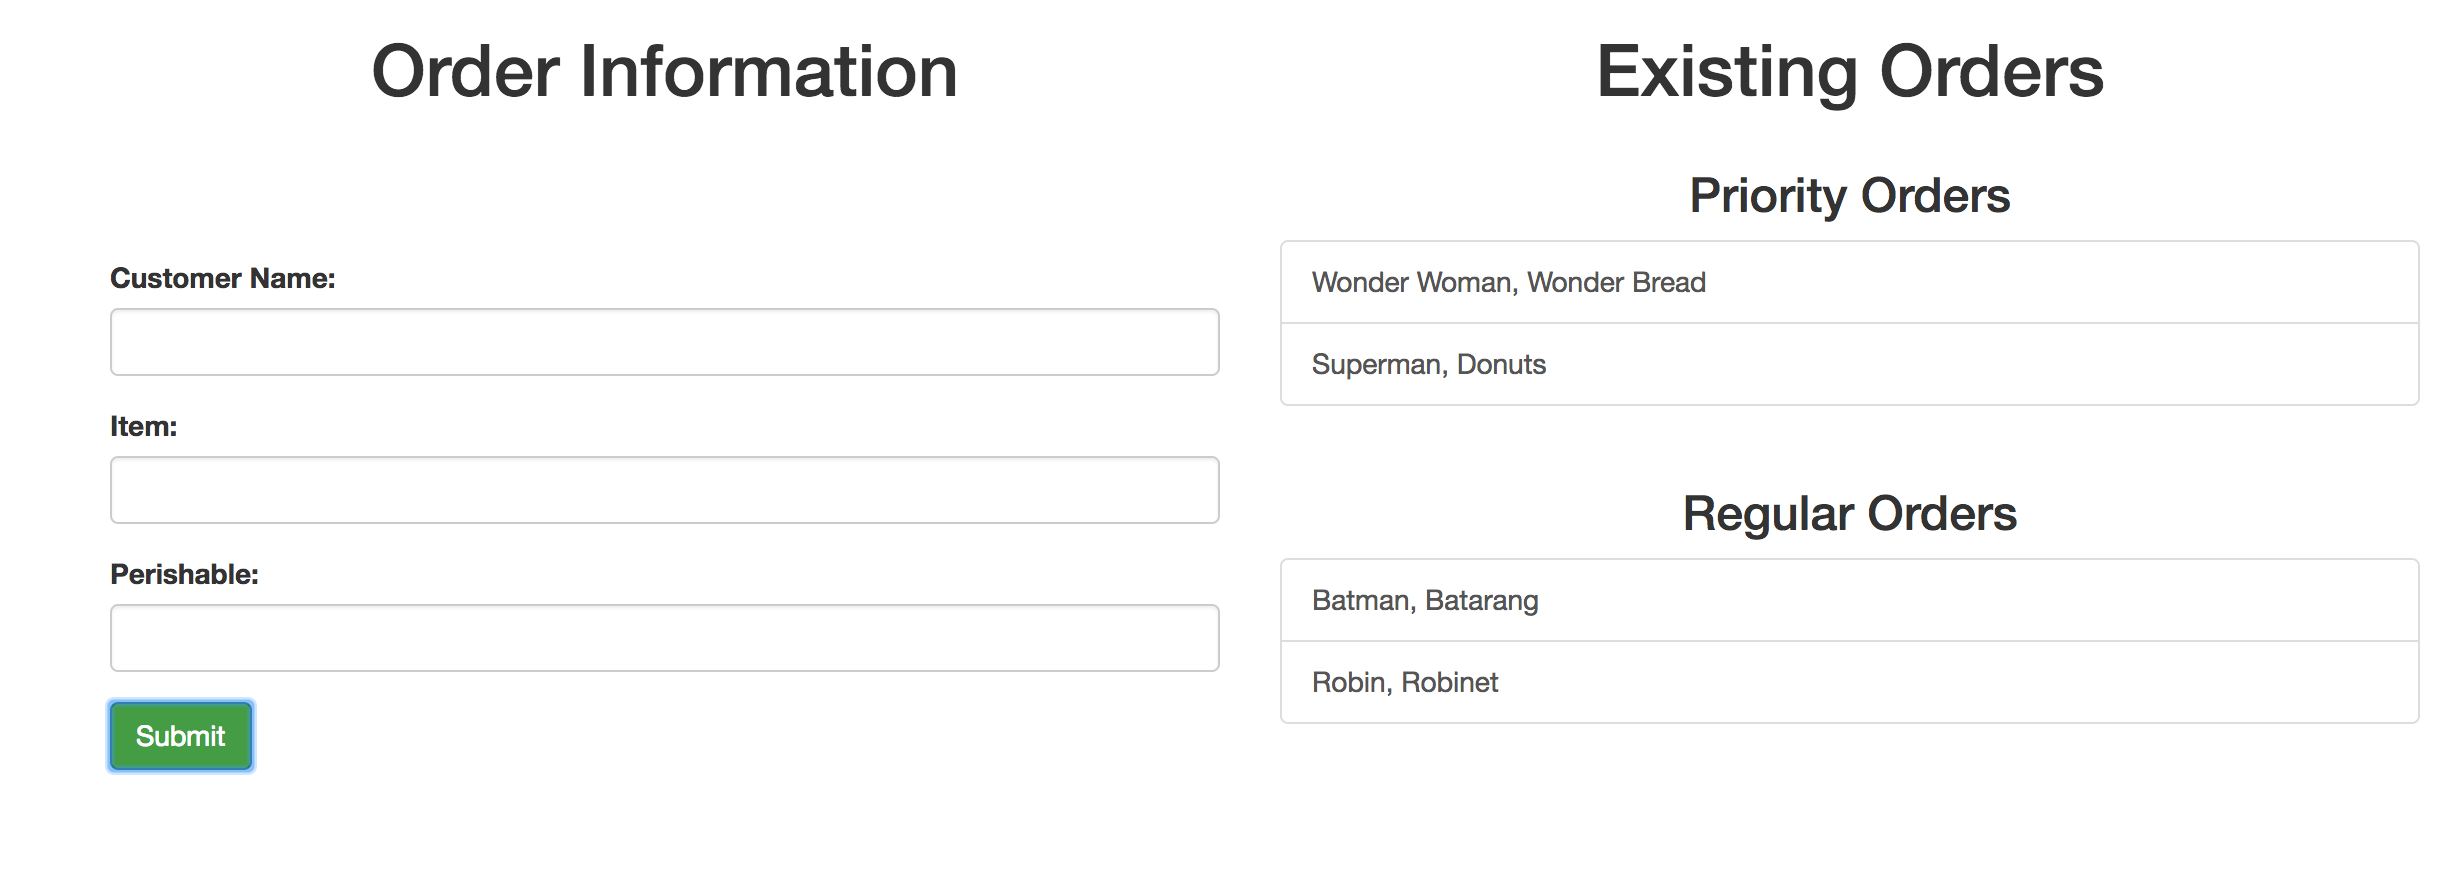 Order Information
Customer Name:
Item:
Perishable:
Submit
Existing Orders
Priority Orders
Wonder Woman, Wonder Bread
Superman, Donuts
Regular Orders
Batman, Batarang
Robin, Robinet